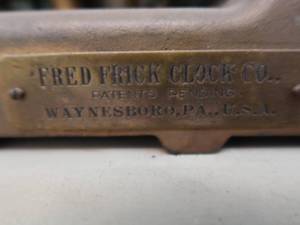 FRED FRICK CLOCK CO.,
PATENTS PENDING
WAYNESBORO, PA., U.S.A.